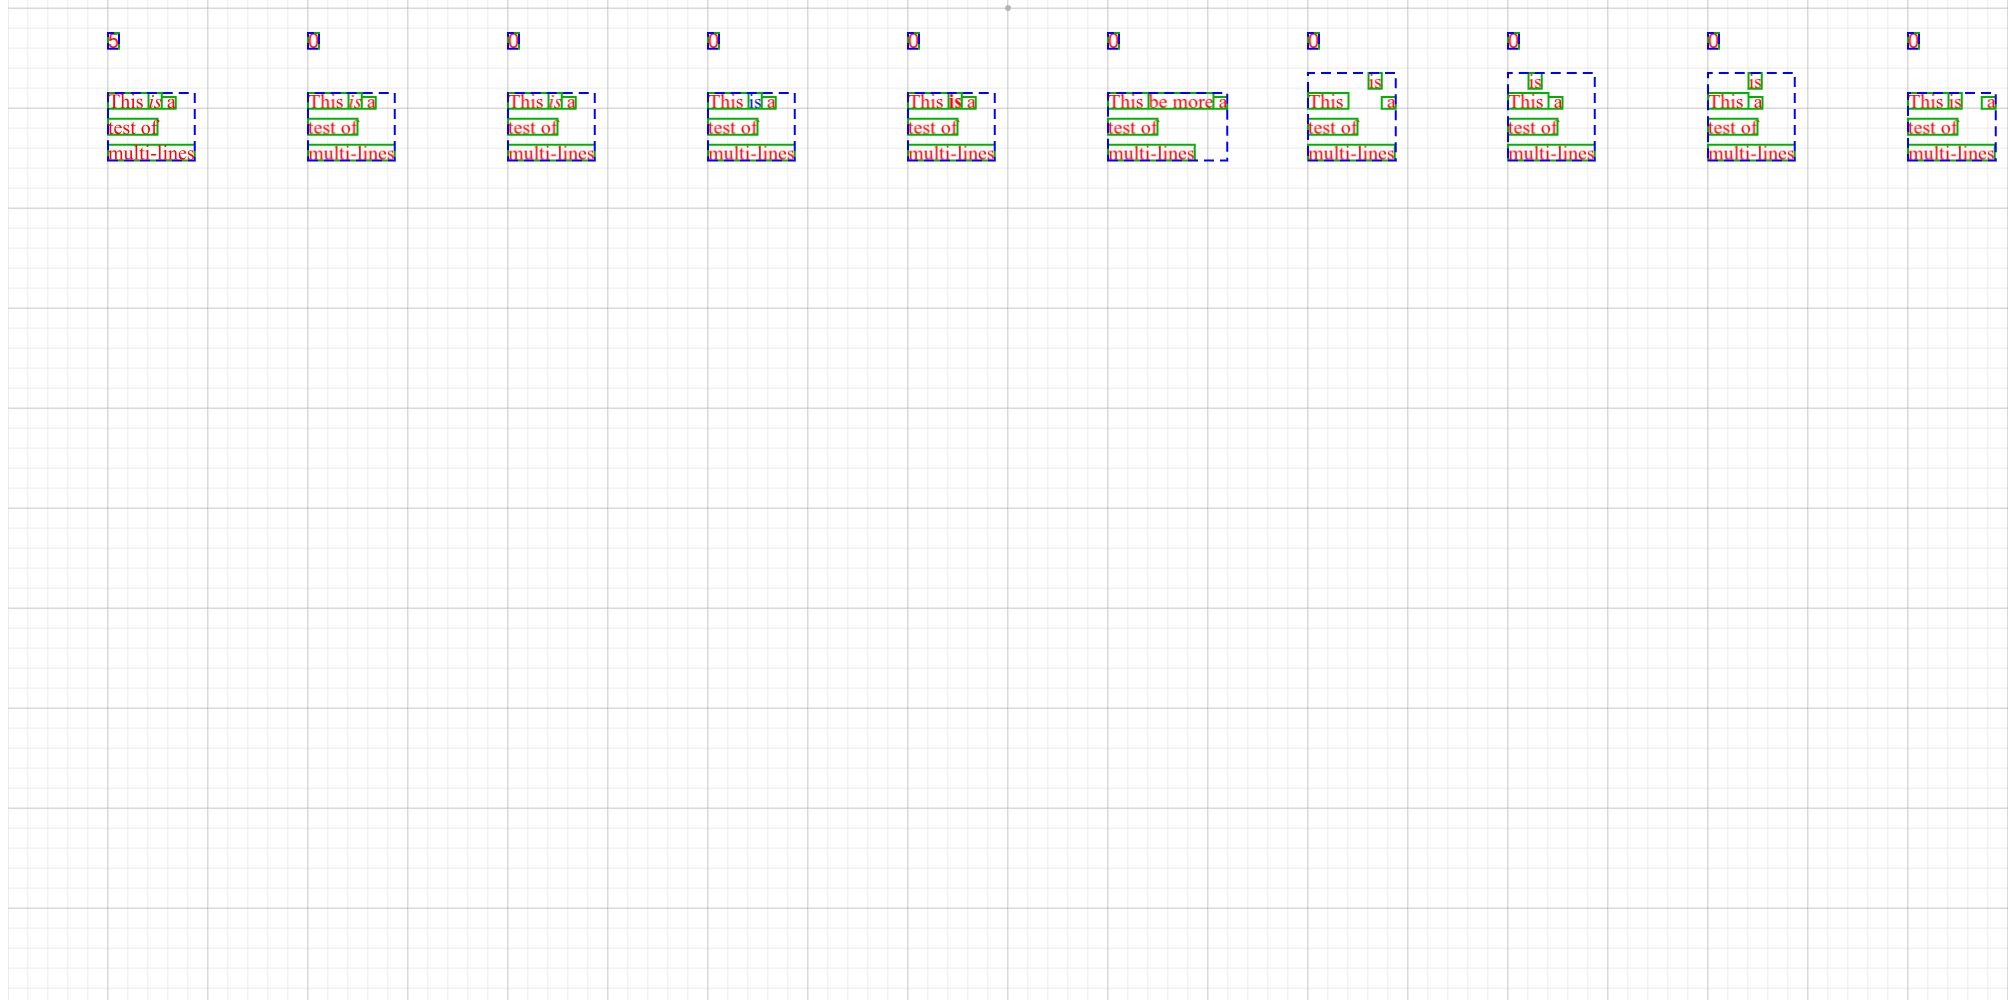 5 0 0 0 0 0 0 0 0 0
is is is
This is a This is a This is a This is a This is a This be more a This a This a This a This is a
test of test of test of test of test of test of test of test of test of test of
multi-lines multi-lines multi-lines multi-lines multi-lines multi-lines multi-lines multi-lines multi-lines multi-lines